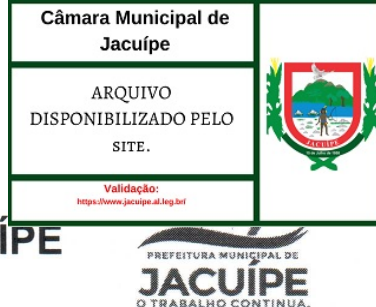 Câmara Municipal de
Jacuípe
ARQUIVO
DISPONIBILIZADO PELO
SITE.
Validação:
https://www.jacuipe.al.leg.br/
JACUÍPE
ÍPE
PREFEITURA MUNICIPAL DE
JACUÍPE
O TRABALHO CONTINUA.